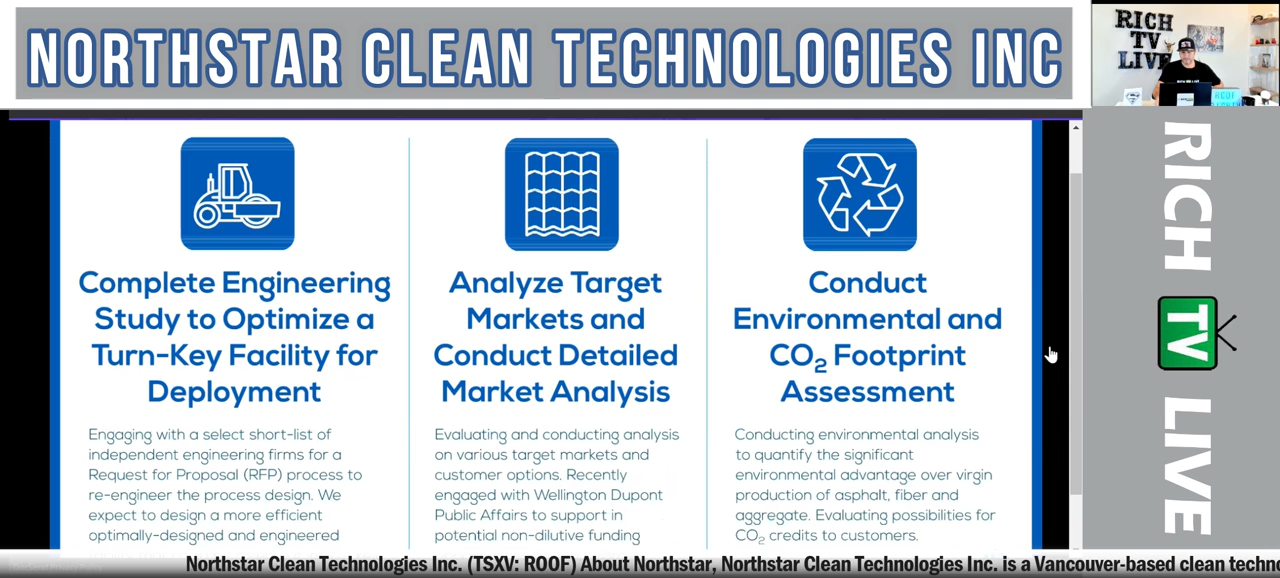 NORTHSTAR CLEAN TECHNOLOGIES INC
RICH
TV
LIVE
RICH TV LIVE
Complete Engineering
Study to Optimize a
Turn-Key Facility for
Deployment
Engaging with a select short-list of
independent engineering firms for a
Request for Proposal (RFP) process to
re-engineer the process design. We
expect to design a more efficient
optimally-designed and engineered
Analyze Target
Markets and
Conduct Detailed
Market Analysis
Evaluating and conducting analysis
on various target markets and
customer options. Recently
engaged with Wellington Dupont
Public Affairs to support in
potential non-dilutive funding
Conduct
Environmental and
CO₂ Footprint
Assessment
Conducting environmental analysis
to quantify the significant
environmental advantage over virgin
production of asphalt, fiber and
aggregate. Evaluating possibilities for
CO₂ credits to customers.
Northstar Clean Technologies Inc. (TSXV: ROOF) About Northstar, Northstar Clean Technologies Inc. is a Vancouver-based clean techn